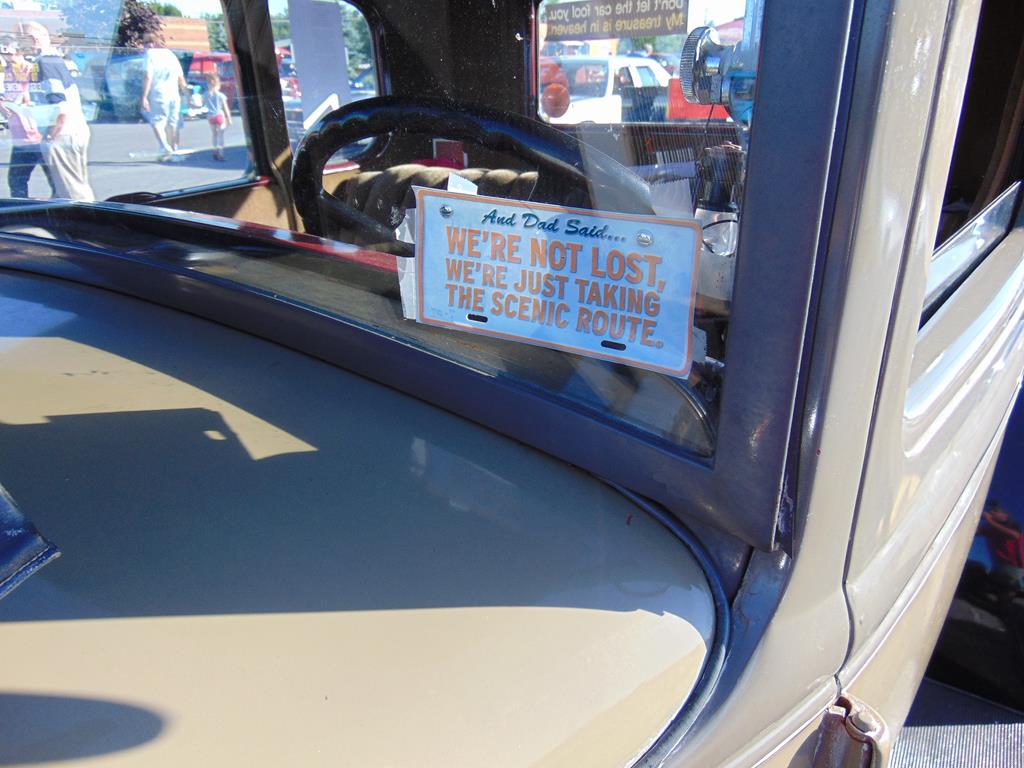 Don't let the car fool you.
My treasure is in heaven
And Dad Said...
WE'RE NOT LOST,
WE'RE JUST TAKING
THE SCENIC ROUTE.